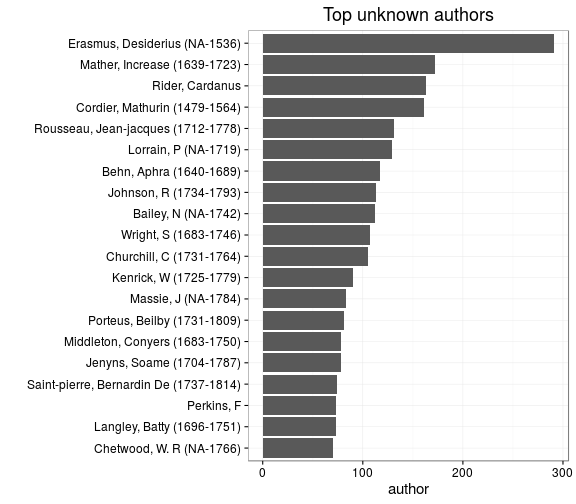 Top unknown authors
Erasmus, Desiderius (NA-1536)
Mather, Increase (1639-1723)
Rider, Cardanus
Cordier, Mathurin (1479-1564)
Rousseau, Jean-jacques (1712-1778)
Lorrain, P (NA-1719)
Behn, Aphra (1640-1689)
Johnson, R (1734-1793)
Bailey, N (NA-1742)
Wright, S (1683-1746)
Churchill, C (1731-1764)
Kenrick, W (1725-1779)
Massie, J (NA-1784)
Porteus, Beilby (1731-1809)
Middleton, Conyers (1683-1750)
Jenyns, Soame (1704-1787)
Saint-pierre, Bernardin De (1737-1814)
Perkins, F
Langley, Batty (1696-1751)
Chetwood, W. R (NA-1766)
0 100 200 300
author